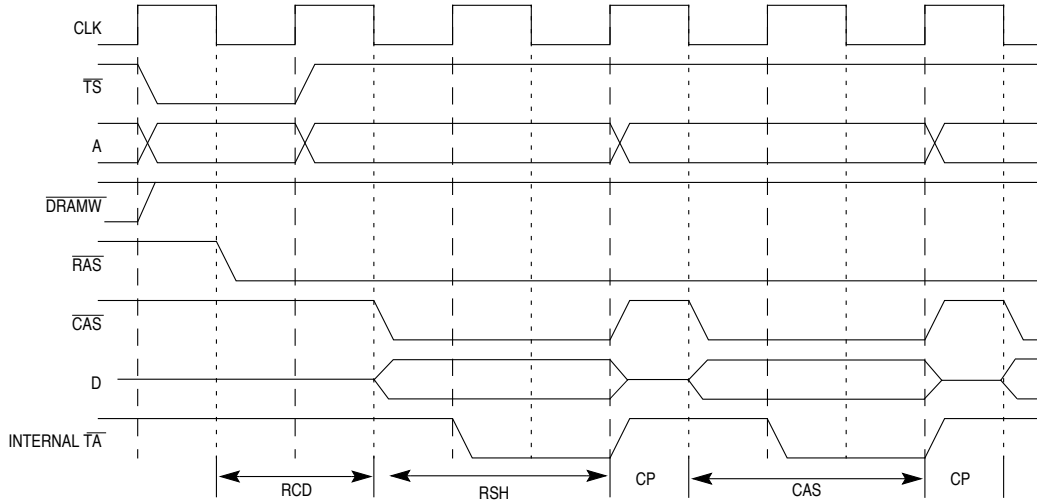 CLK
TS
A
DRAMW
RAS
CAS
D
INTERNAL TA
RCD
RSH
CP
CAS
CP